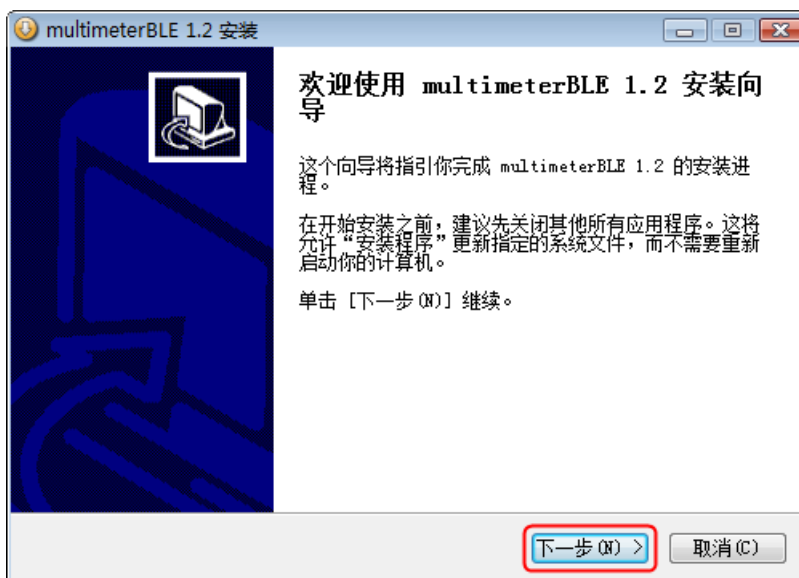 multimeterBLE 1.2 安装
欢迎使用 multimeterBLE 1.2 安装向
导
这个向导将指引你完成 multimeterBLE 1.2 的安装进
程。
在开始安装之前，建议先关闭其他所有应用程序。这将
允许“安装程序”更新指定的系统文件，而不需要重新
启动你的计算机。
单击 [下一步(N)] 继续。
下一步(N) >
取消(C)